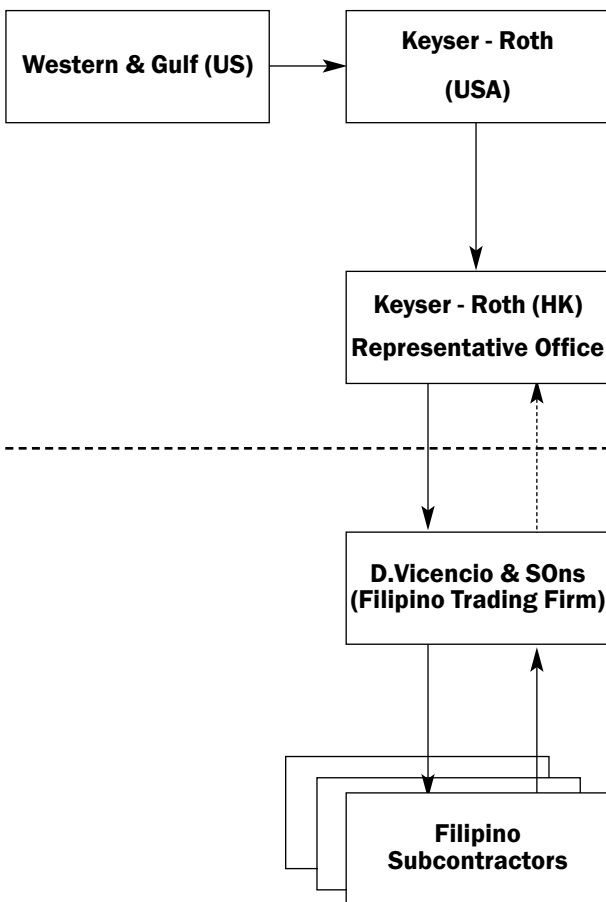 Western & Gulf (US)
Keyser - Roth
(USA)
Keyser - Roth (HK)
Representative Office
D.Vicencio & SOns
(Filipino Trading Firm)
Filipino
Subcontractors